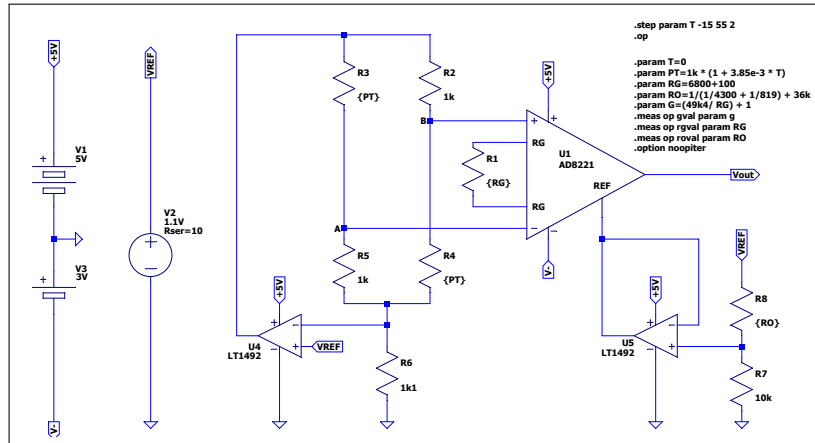 .step param T -15 55 2
.op
.param T=0
.param PT=1k * (1 + 3.85e-3 * T)
.param RG=6800+100
.param RO=1/(1/4300 + 1/819) + 36k
.param G=(49k4/ RG) + 1
.meas op gval param g
.meas op rgval param RG
.meas op roval param RO
.option noopiter
+5V
VREF
R3
{PT}
R2
1k
+5V
B
RG
U1
AD8221
R1
{RG}
REF
RG
Vout
V1
5V
V2
1.1V
Rser=10
A
V-
VREF
V3
3V
R5
1k
R4
{PT}
+5V
+5V
R8
{RO}
U4
LT1492
VREF
R6
1k1
U5
LT1492
R7
10k
V-